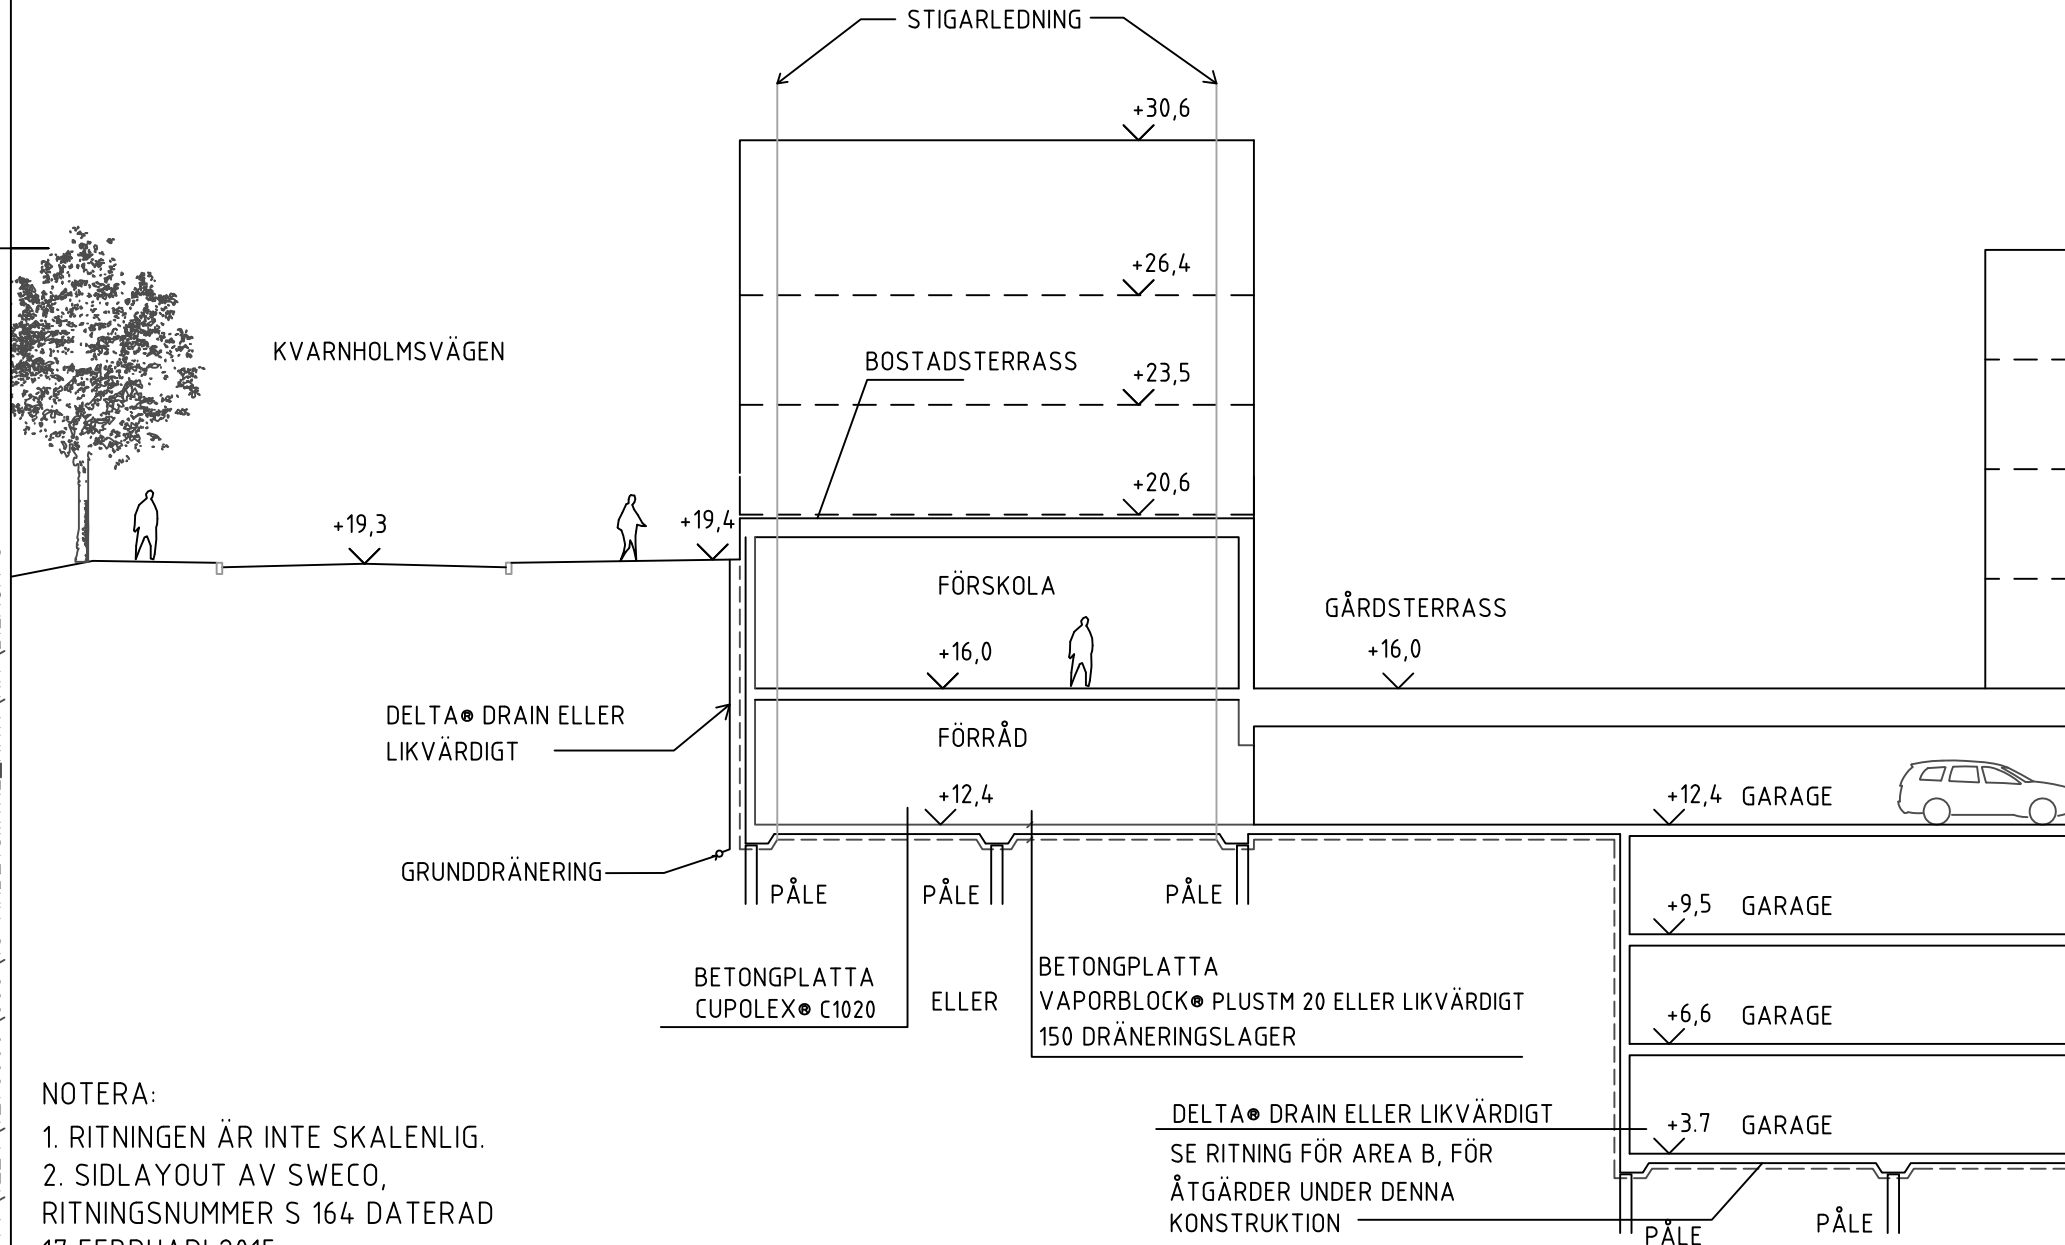 STIGARLEDNING
+30,6
+26,4
KVARNHOLMSVÄGEN
BOSTADSTERRASS
+23,5
+20,6
+19,3
+19,4
FÖRSKOLA
GÅRDSTERRASS
+16,0
+16,0
DELTA® DRAIN ELLER
LIKVÄRDIGT
FÖRRÅD
+12,4
+12,4 GARAGE
GRUNDDRÄNERING
PÅLE
PÅLE
PÅLE
+9,5 GARAGE
BETONGPLATTA
CUPOLEX® C1020
ELLER
BETONGPLATTA
VAPORBLOCK® PLUSTM 20 ELLER LIKVÄRDIGT
150 DRÄNERINGSLAGER
+6,6 GARAGE
NOTERA:
1. RITNINGEN ÄR INTE SKALENLIG.
2. SIDLAYOUT AV SWECO,
RITNINGSNUMMER S 164 DATERAD
17 FEBRUARI 2015
DELTA® DRAIN ELLER LIKVÄRDIGT
SE RITNING FÖR AREA B, FÖR
ÅTGÄRDER UNDER DENNA
KONSTRUKTION
+3.7 GARAGE
PÅLE
PÅLE